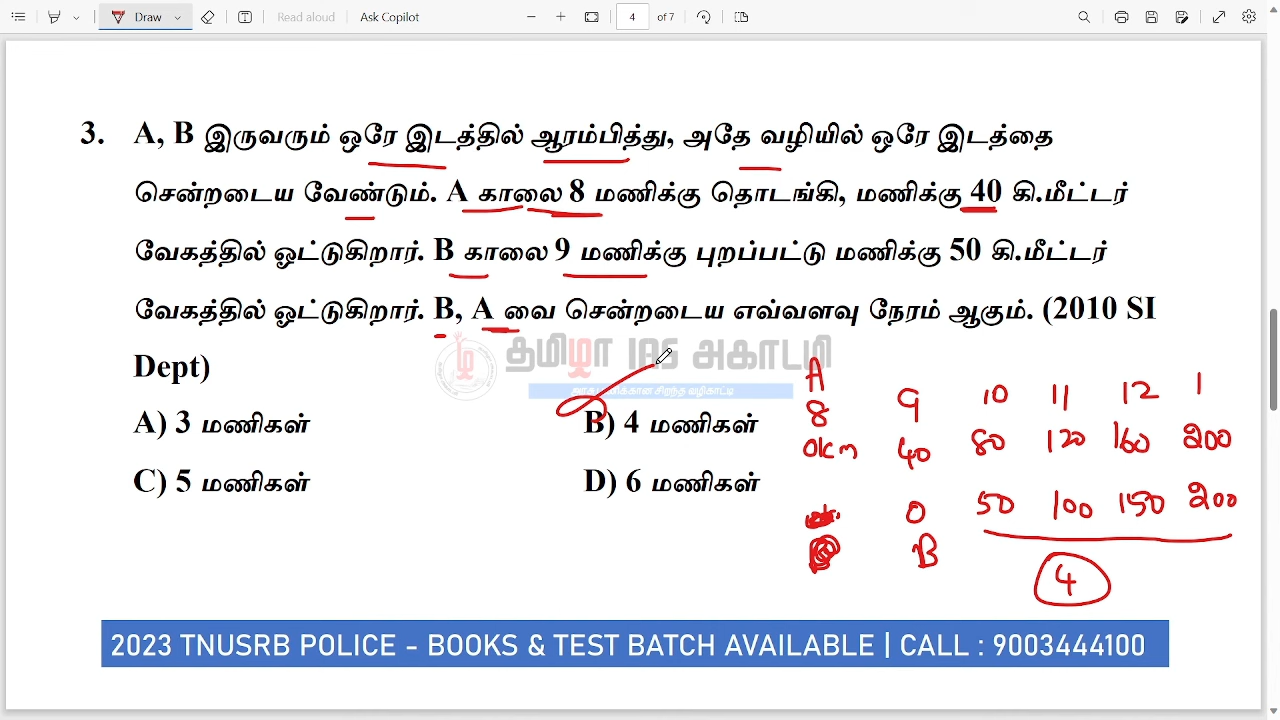 Draw
Read aloud
Ask Copilot
4 of 7
3. A, B இருவரும் ஒரே இடத்தில் ஆரம்பித்து, அதே வழியில் ஒரே இடத்தை
சென்றடைய வேண்டும். A காலை 8 மணிக்கு தொடங்கி, மணிக்கு 40 கி.மீட்டர்
வேகத்தில் ஓட்டுகிறார். B காலை 9 மணிக்கு புறப்பட்டு மணிக்கு 50 கி.மீட்டர்
வேகத்தில் ஓட்டுகிறார். B, A வை சென்றடைய எவ்வளவு நேரம் ஆகும். (2010 SI
Dept)
தமிழா IAS அகாடமி
A) 3 மணிகள்
B) 4 மணிகள்
C) 5 மணிகள்
D) 6 மணிகள்
A
8 9 10 11 12 1
0km 40 80 120 160 200
0 50 100 150 200
B
4
2023 TNUSRB POLICE - BOOKS & TEST BATCH AVAILABLE | CALL : 9003444100